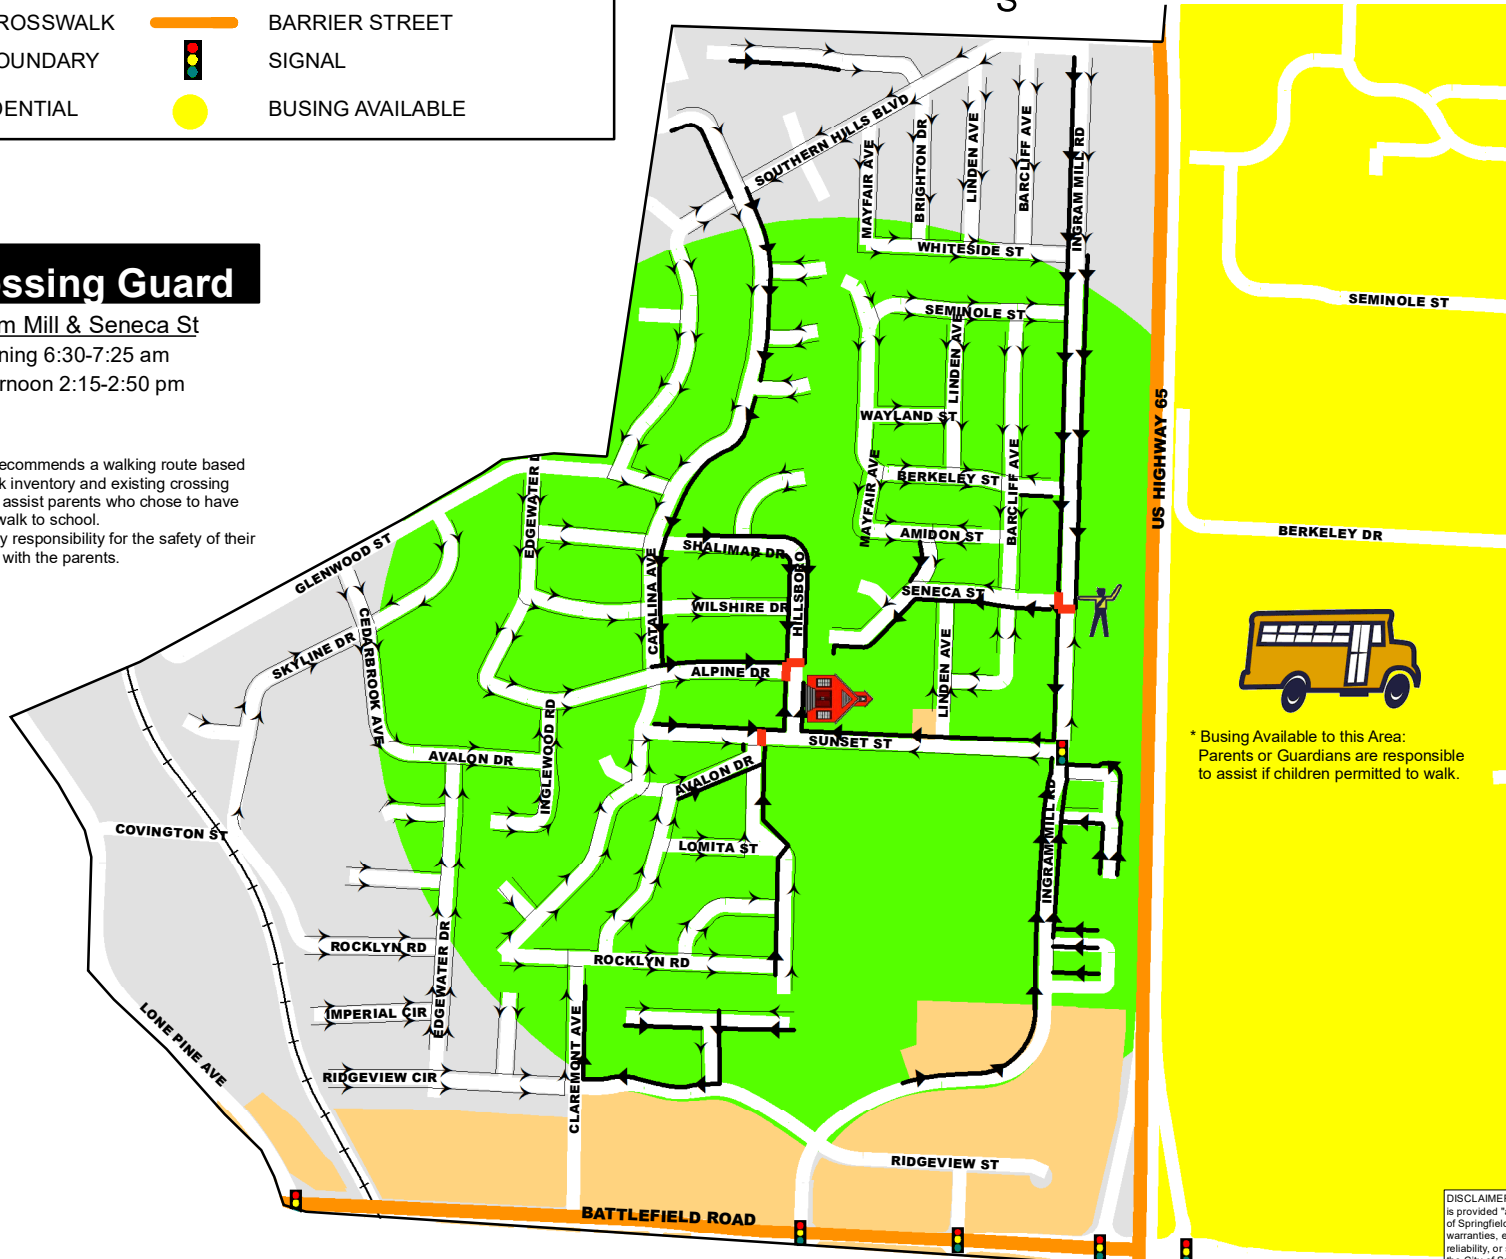 S
ROSSWALK
BARRIER STREET
OUNDARY
SIGNAL
DENTIAL
BUSING AVAILABLE
ssing Guard
m Mill & Seneca St
ning 6:30-7:25 am
rnoon 2:15-2:50 pm
ecommends a walking route based
k inventory and existing crossing
assist parents who chose to have
walk to school.
y responsibility for the safety of their
with the parents.
SOUTHERN HILLS BLVD
MAYFAIR AVE
BRIGHTON DR
LINDEN AVE
BARCLIFF AVE
INGRAM MILL RD
WHITESIDE ST
SEMINOLE ST
LINDEN AVE
WAYLAND ST
MAYFAIR AVE
BERKELEY ST
BARCLIFF AVE
AMIDON ST
SENECA ST
LINDEN AVE
US HIGHWAY 65
SEMINOLE ST
BERKELEY DR
EDGEWATER D
GLENWOOD ST
SHALIMAR DR
HILLSBORO
CATALINA AVE
WILSHIRE DR
ALPINE DR
SKYLINE DR
CEDARBROOK AVE
SUNSET ST
AVALON DR
INGLEWOOD RD
AVALON DR
COVINGTON ST
LOMITA ST
INGRAM MILL RD
ROCKLYN RD
EDGEWATER DR
ROCKLYN RD
IMPERIAL CIR
LONE PINE AVE
RIDGEVIEW CIR
CLAREMONT AVE
RIDGEVIEW ST
BATTLEFIELD ROAD
* Busing Available to this Area:
Parents or Guardians are responsible
to assist if children permitted to walk.
DISCLAIMER
is provided "a
of Springfield
warranties, e
reliability, or